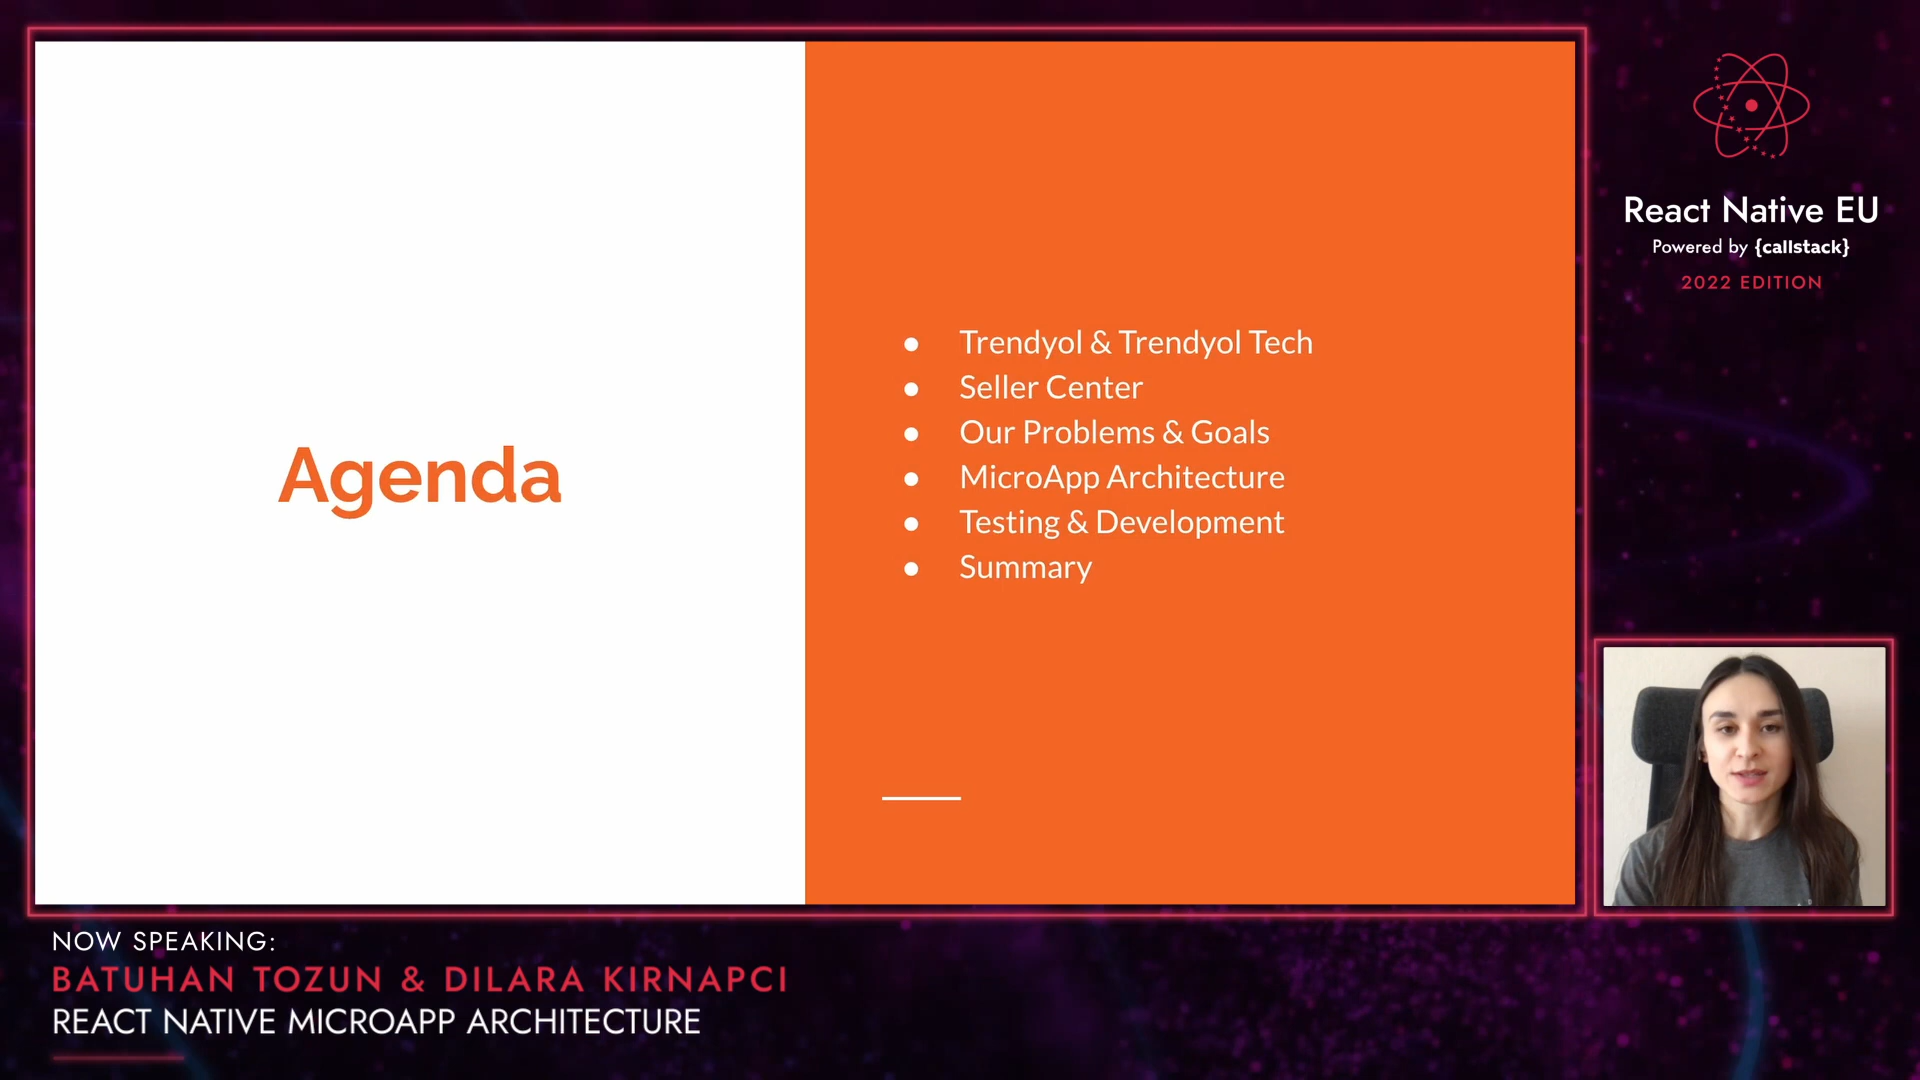 Agenda
● Trendyol & Trendyol Tech
● Seller Center
● Our Problems & Goals
● MicroApp Architecture
● Testing & Development
● Summary
React Native EU
Powered by {callstack}
2022 EDITION
NOW SPEAKING:
BATUHAN TOZUN & DILARA KIRNAPCI
REACT NATIVE MICROAPP ARCHITECTURE